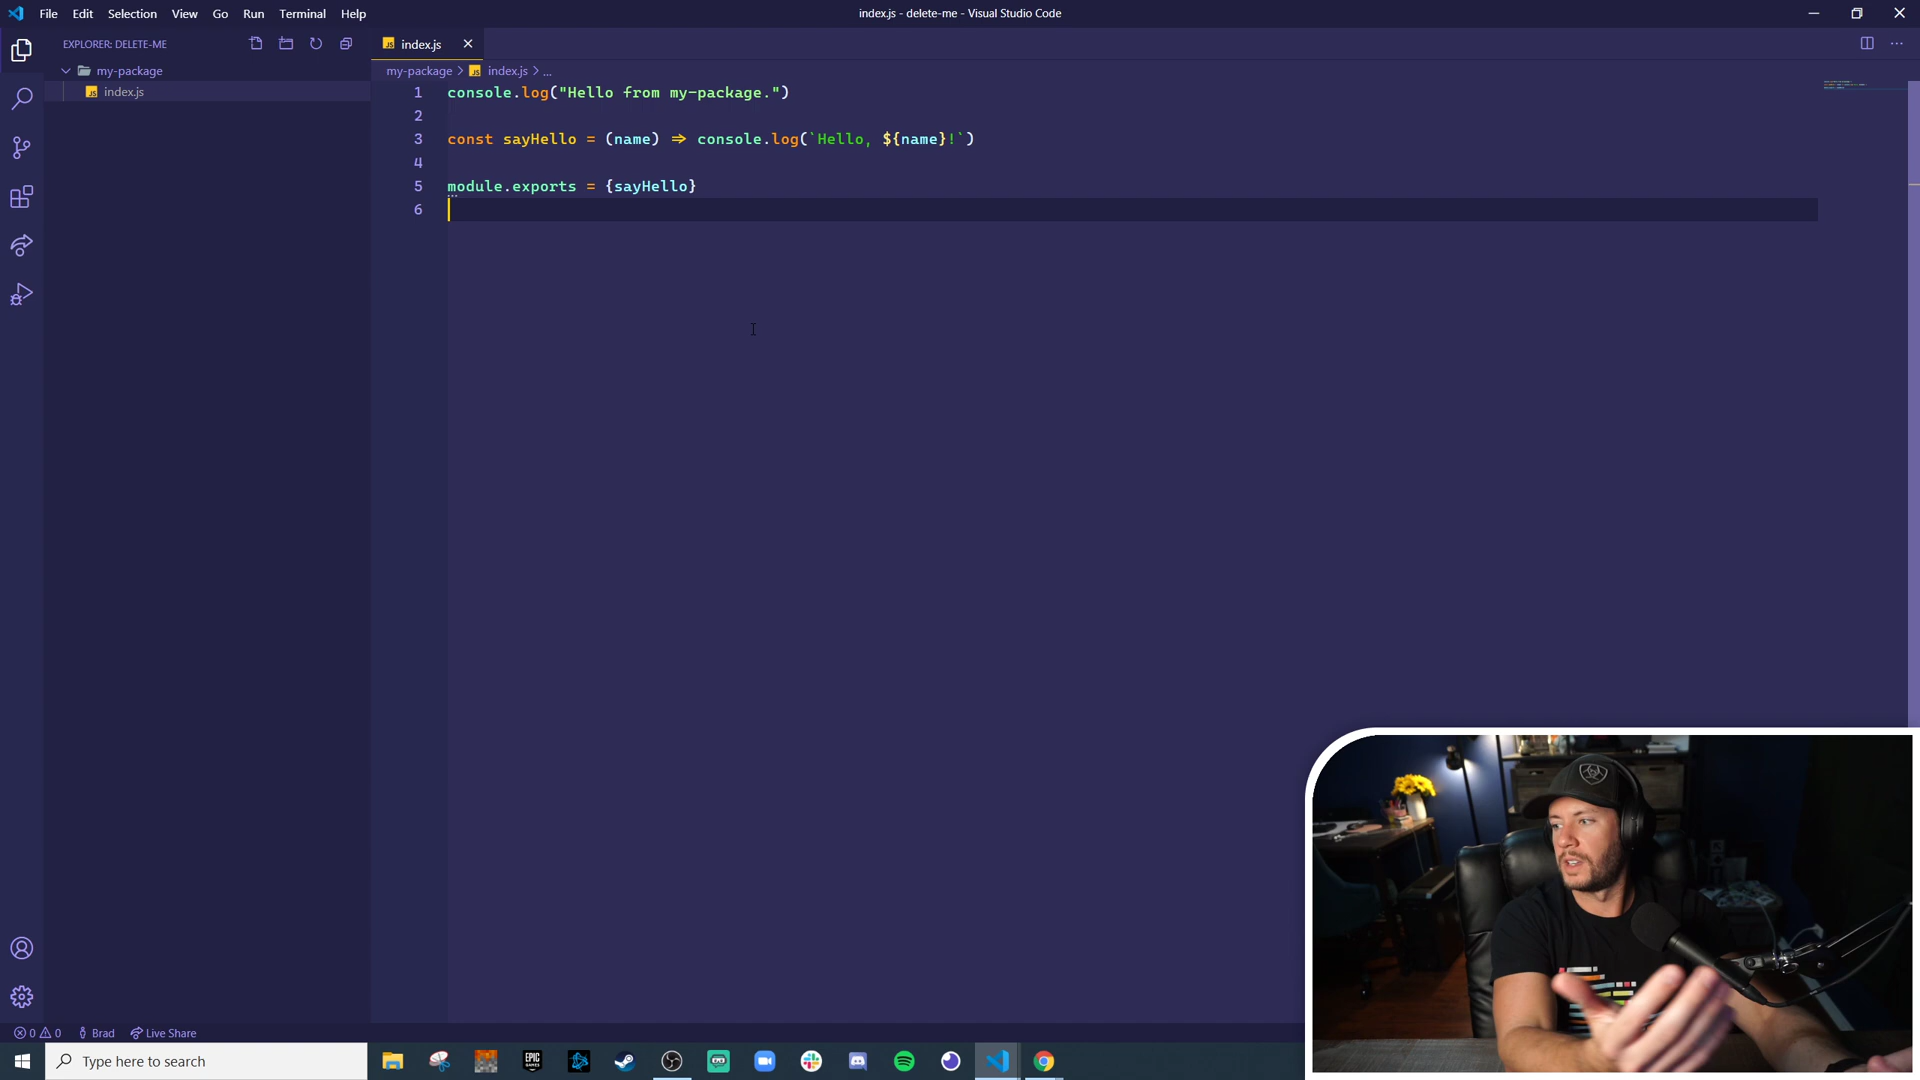 File Edit Selection View Go Run Terminal Help
index.js - delete-me - Visual Studio Code
EXPLORER: DELETE-ME
my-package
index.js
index.js
my-package > index.js > ...
1 console.log("Hello from my-package.")
2
3 const sayHello = (name) => console.log(`Hello, ${name}!`)
4
5 module.exports = {sayHello}
6
0 0 Brad Live Share
Type here to search
EPIC GAMES